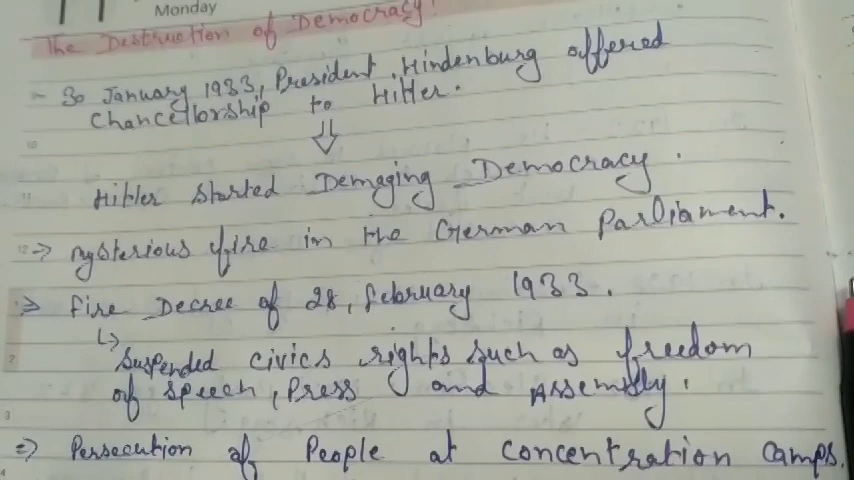 Monday
The Destruction of Democracy!
~ 30 January 1933, President Hindenburg offered
Chancellorship to Hitler.
⇓
Hitler started Demaging Democracy.
12 ⇒ Mysterious fire in the German Parliament.
⇒ Fire Decree of 28, february 1933.
↳ Suspended civics rights such as freedom
of speech, Press and Assembly.
⇒ Persecution of People at concentration camps.